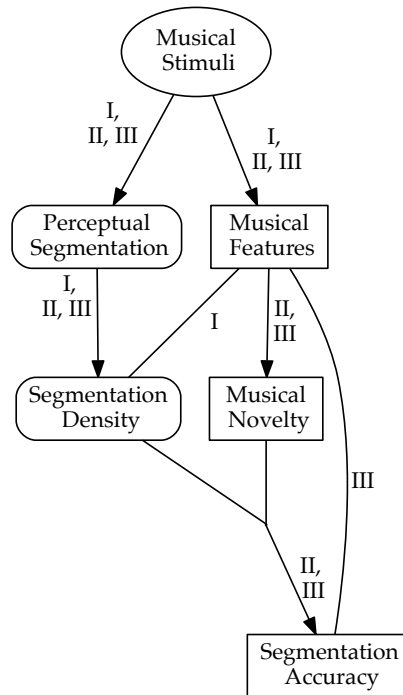 Musical
Stimuli
I,
II, III
I,
II, III
Perceptual
Segmentation
Musical
Features
I,
II, III
I
II,
III
Segmentation
Density
Musical
Novelty
III
II,
III
Segmentation
Accuracy